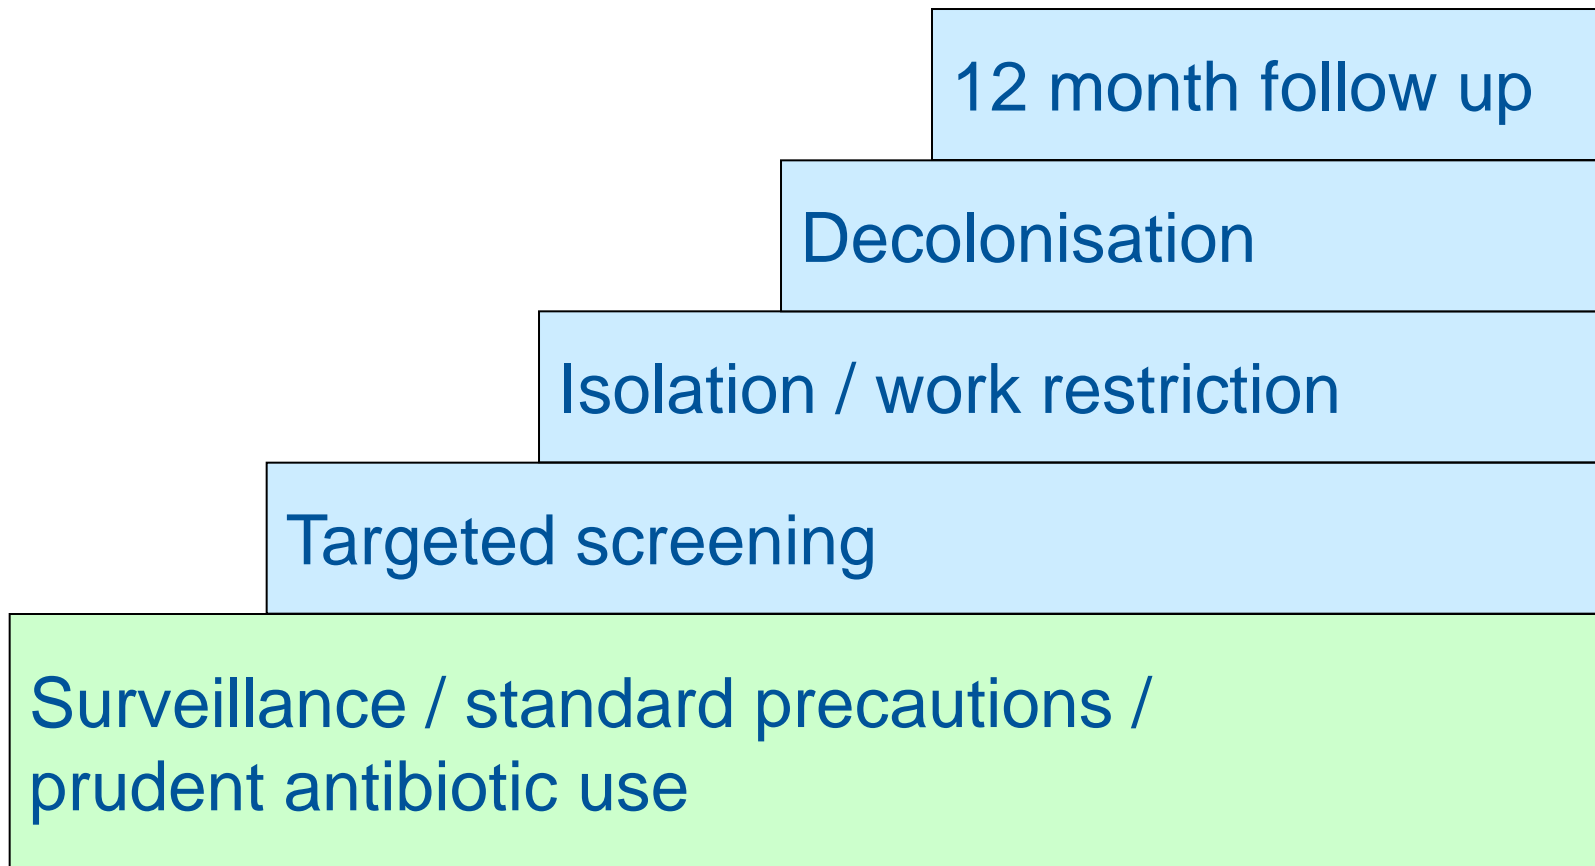 12 month follow up
Decolonisation
Isolation / work restriction
Targeted screening
Surveillance / standard precautions /
prudent antibiotic use